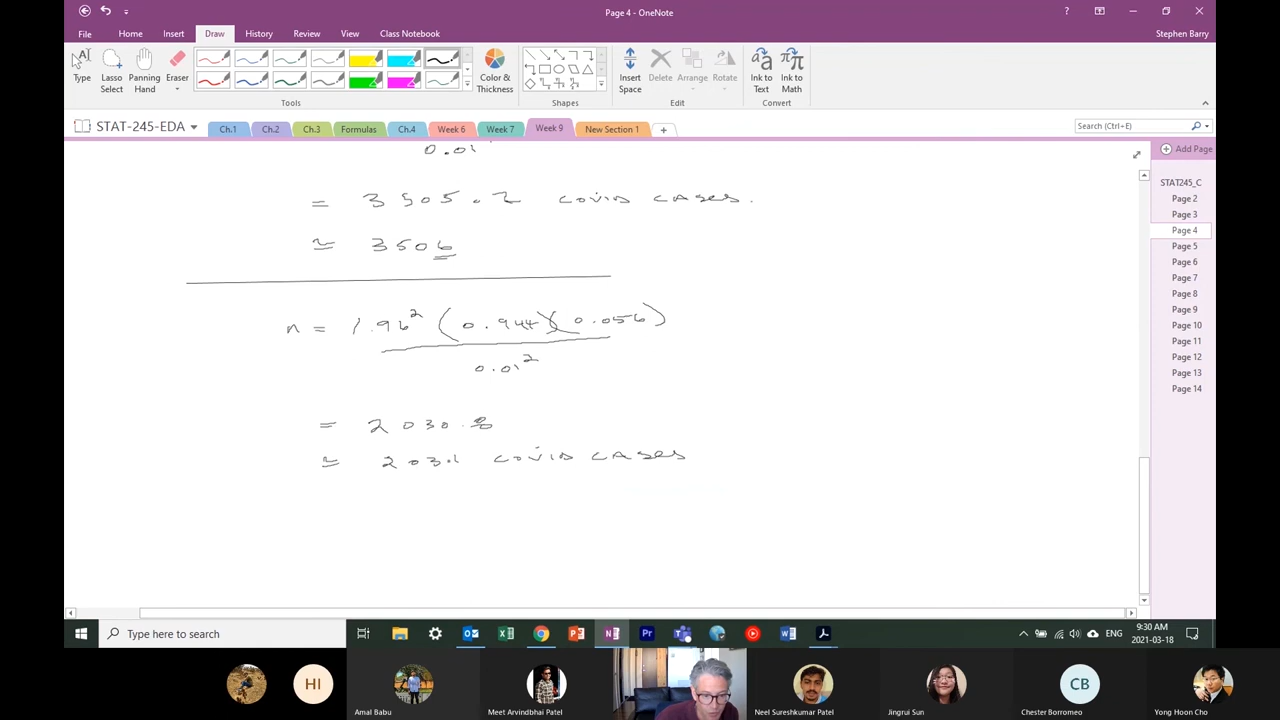 Page 4 - OneNote
Stephen Barry
File Home Insert Draw History Review View Class Notebook
Type Lasso Select Panning Hand Eraser Color & Thickness Insert Space Delete Arrange Rotate Ink to Text Ink to Math
Tools Shapes Edit Convert
STAT-245-EDA Ch.1 Ch.2 Ch.3 Formulas Ch.4 Week 6 Week 7 Week 9 New Section 1
Search (Ctrl+E)
Add Page
STAT245_C
Page 2
Page 3
Page 4
Page 5
Page 6
Page 7
Page 8
Page 9
Page 10
Page 11
Page 12
Page 13
Page 14
0.01
= 3505.2 covid cases.
≃ 3506
n = 1.96² (0.944)(0.056)
0.01²
= 2030.8
≃ 2031 covid cases
Type here to search
ENG
9:30 AM
2021-03-18
HI
Amal Babu
Meet Arvindbhai Patel
Neel Sureshkumar Patel
Jingrui Sun
CB
Chester Borromeo
Yong Hoon Cho